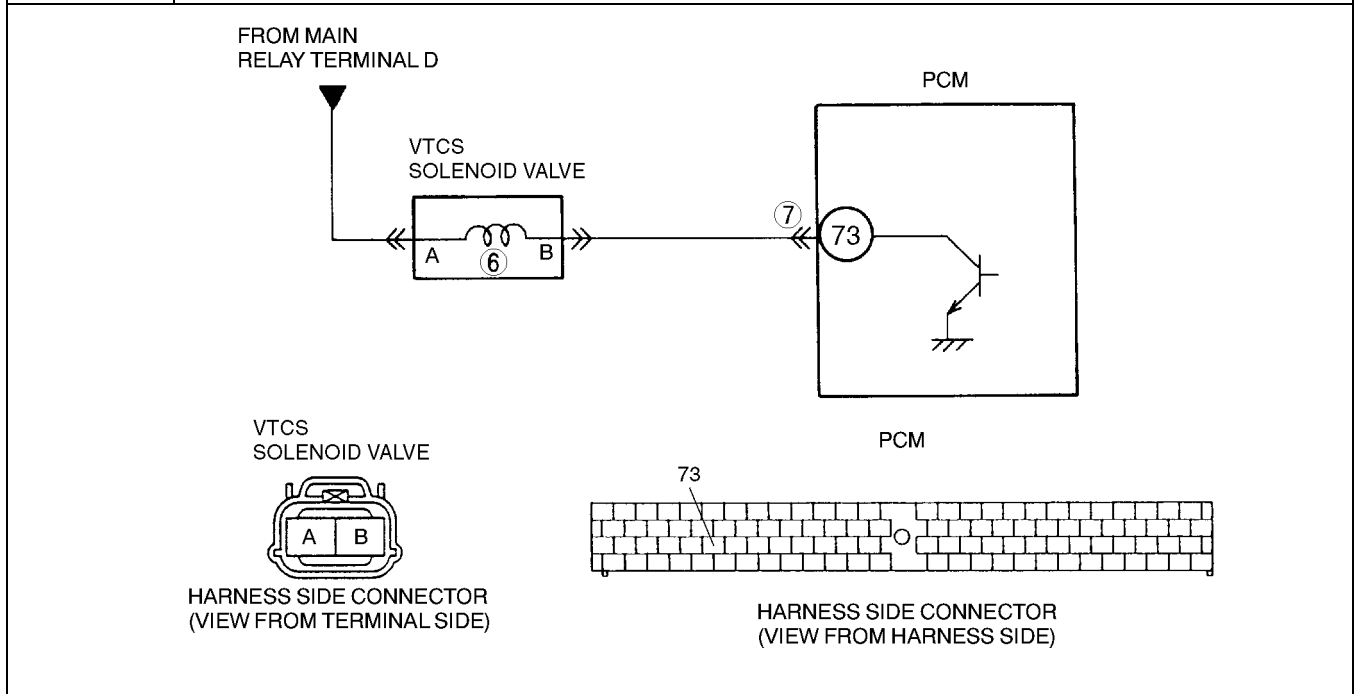 FROM MAIN
RELAY TERMINAL D
PCM
VTCS
SOLENOID VALVE
A
6
B
7
73
VTCS
SOLENOID VALVE
PCM
73
A
B
HARNESS SIDE CONNECTOR
(VIEW FROM TERMINAL SIDE)
HARNESS SIDE CONNECTOR
(VIEW FROM HARNESS SIDE)